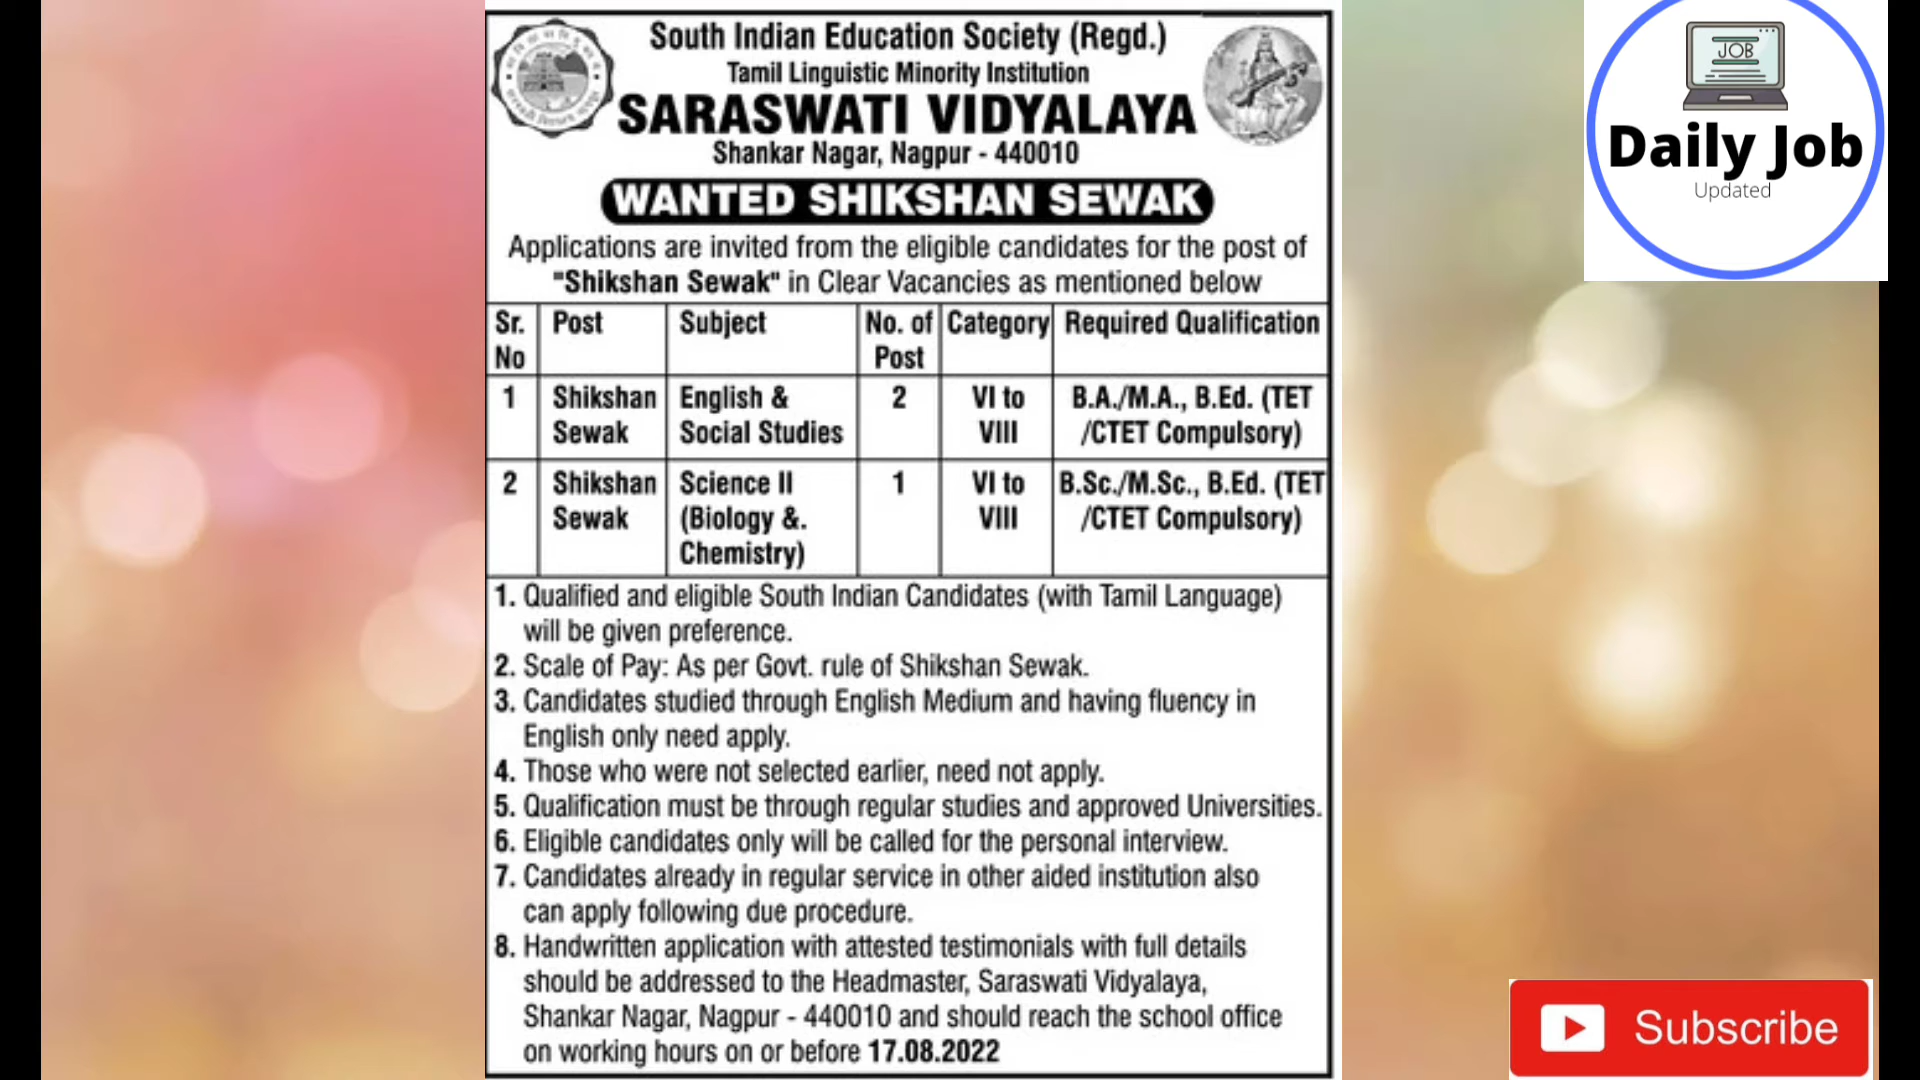 South Indian Education Society (Regd.)
Tamil Linguistic Minority Institution
SARASWATI VIDYALAYA
Shankar Nagar, Nagpur - 440010
WANTED SHIKSHAN SEWAK
Applications are invited from the eligible candidates for the post of
"Shikshan Sewak" in Clear Vacancies as mentioned below
Sr. No | Post | Subject | No. of Post | Category | Required Qualification
1 | Shikshan Sewak | English & Social Studies | 2 | VI to VIII | B.A./M.A., B.Ed. (TET /CTET Compulsory)
2 | Shikshan Sewak | Science II (Biology &. Chemistry) | 1 | VI to VIII | B.Sc./M.Sc., B.Ed. (TET /CTET Compulsory)
1. Qualified and eligible South Indian Candidates (with Tamil Language)
will be given preference.
2. Scale of Pay: As per Govt. rule of Shikshan Sewak.
3. Candidates studied through English Medium and having fluency in
English only need apply.
4. Those who were not selected earlier, need not apply.
5. Qualification must be through regular studies and approved Universities.
6. Eligible candidates only will be called for the personal interview.
7. Candidates already in regular service in other aided institution also
can apply following due procedure.
8. Handwritten application with attested testimonials with full details
should be addressed to the Headmaster, Saraswati Vidyalaya,
Shankar Nagar, Nagpur - 440010 and should reach the school office
on working hours on or before 17.08.2022
JOB
Daily Job
Updated
Subscribe